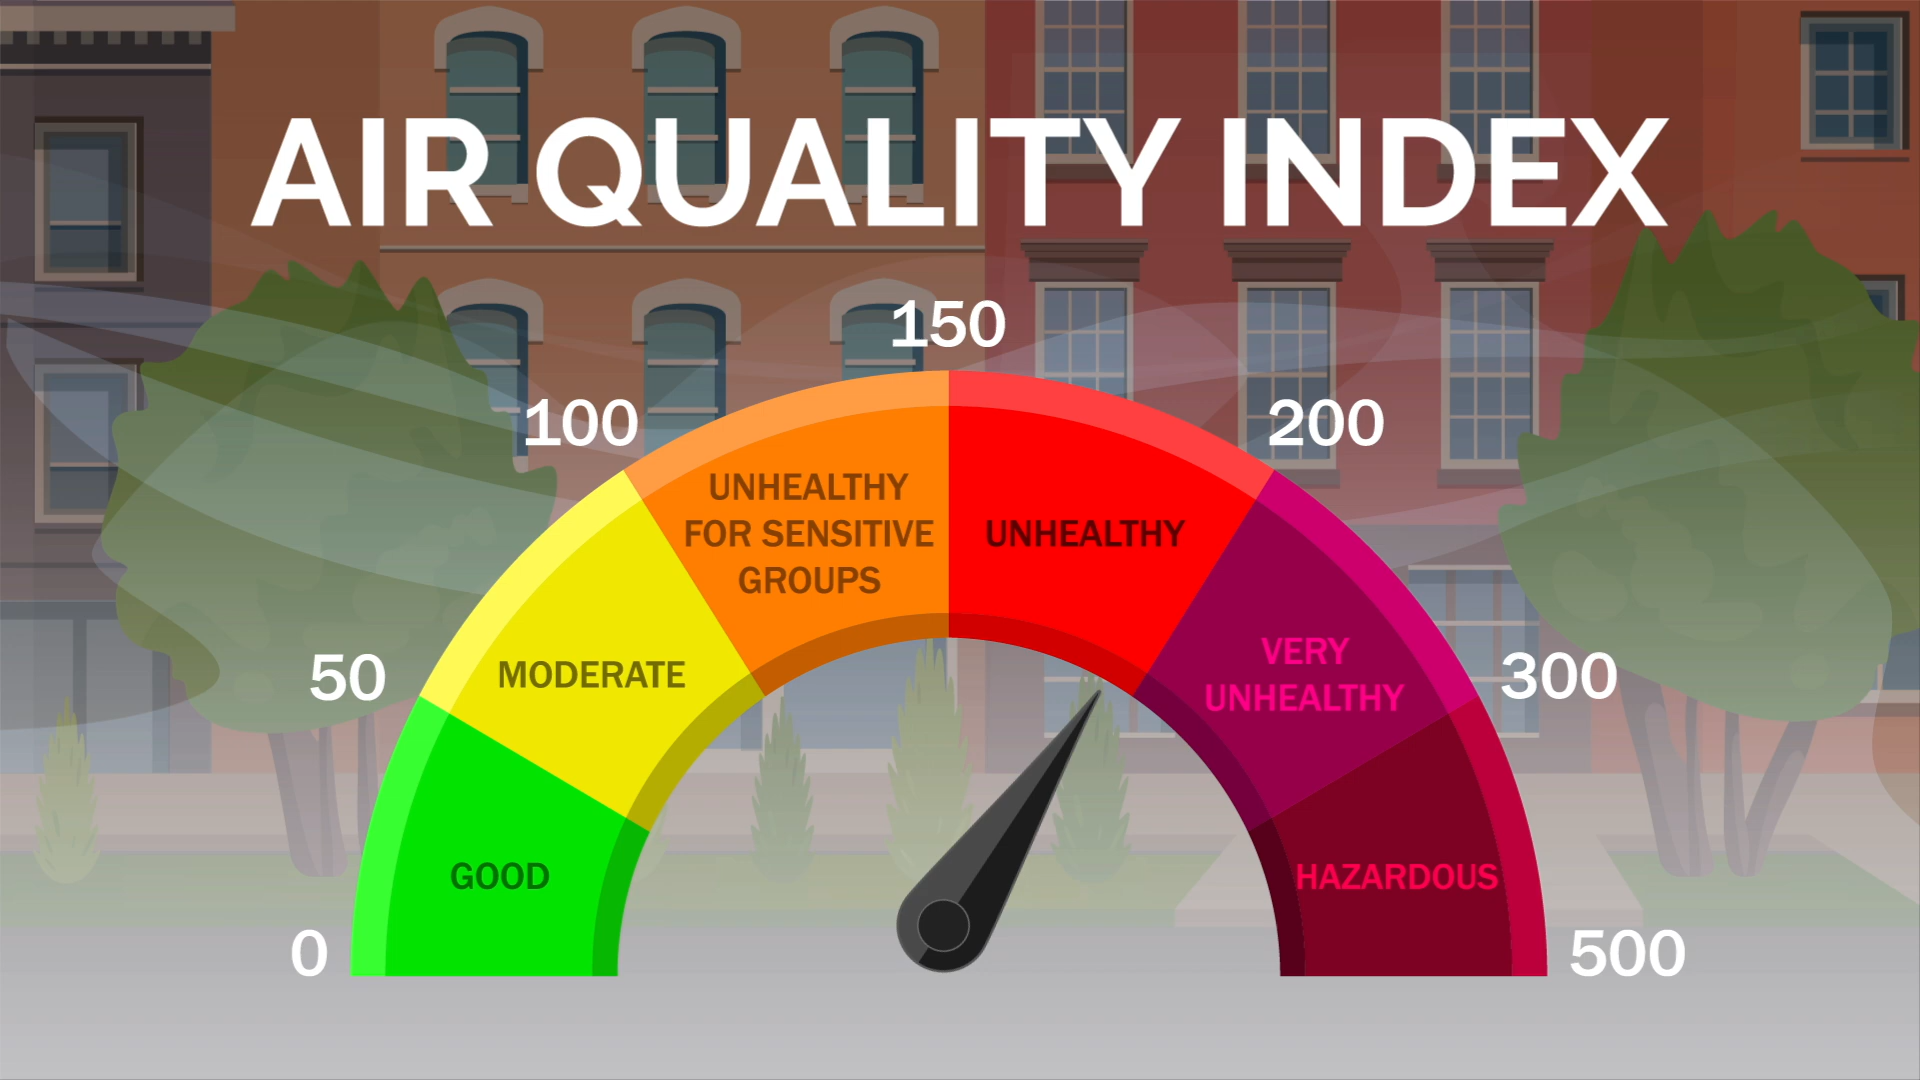 AIR QUALITY INDEX
150
100
200
UNHEALTHY
FOR SENSITIVE
GROUPS
UNHEALTHY
50
MODERATE
VERY
UNHEALTHY
300
GOOD
HAZARDOUS
0
500